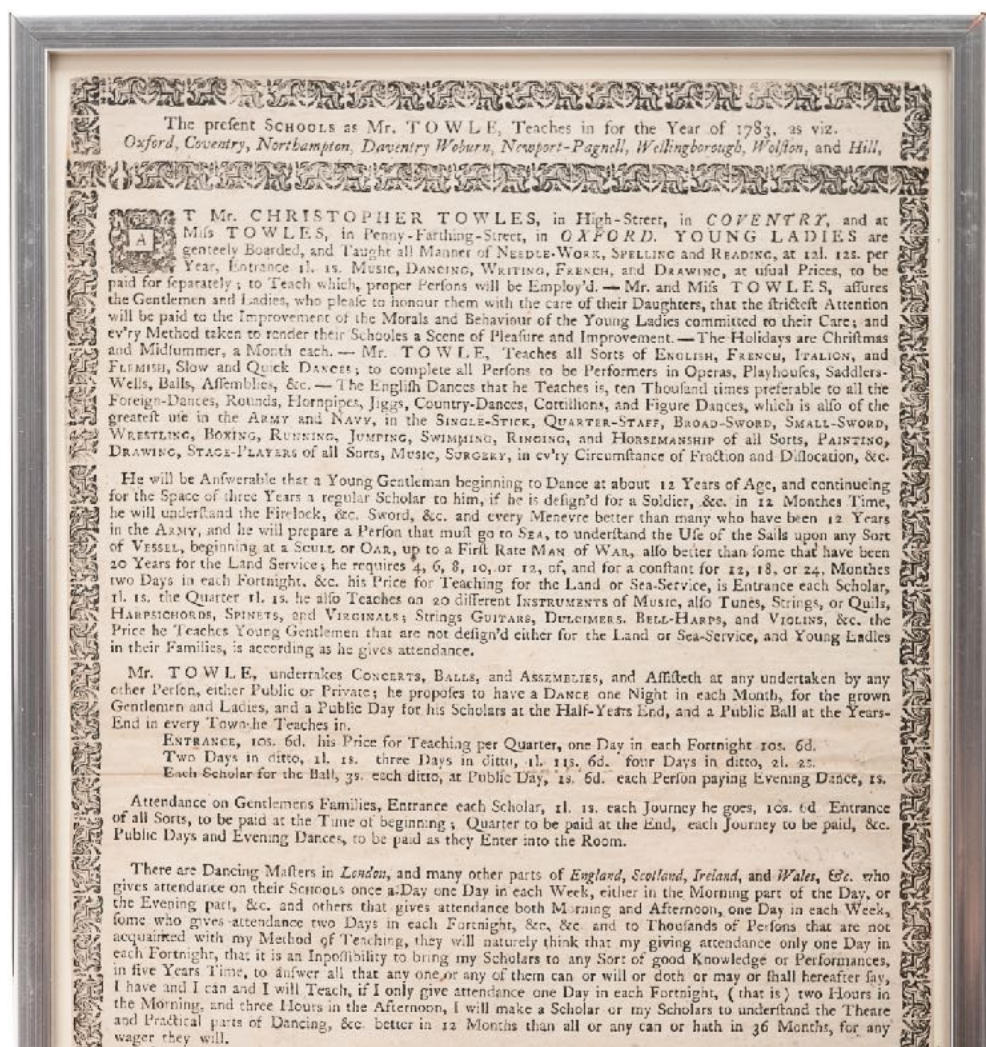 The preſent SCHOOLS as Mr. TOWLE, Teaches in for the Year of 1783, as viz.
Oxford, Coventry, Northampton, Daventry Woburn, Newport-Pagnell, Wellingborough, Wolſton, and Hill,
AT Mr. CHRISTOPHER TOWLES, in High-Street, in COVENTRY, and at
Miſs TOWLES, in Penny-Farthing-Street, in OXFORD. YOUNG LADIES are
genteely Boarded, and Taught all Manner of NEEDLE-WORK, SPELLING and READING, at 12l. 12s. per
Year, Entrance 1l. 1s. MUSIC, DANCING, WRITING, FRENCH, and DRAWING, at uſual Prices, to be
paid for ſeparately; to Teach which, proper Perſons will be Employ'd. — Mr. and Miſs TOWLES, aſſures
the Gentlemen and Ladies, who pleaſe to honour them with the care of their Daughters, that the ſtricteſt Attention
will be paid to the Improvement of the Morals and Behaviour of the Young Ladies committed to their Care; and
ev'ry Method taken to render their Schooles a Scene of Pleaſure and Improvement. — The Holidays are Chriſtmas
and Midſummer, a Month each. — Mr. TOWLE, Teaches all Sorts of ENGLISH, FRENCH, ITALION, and
FLEMISH, Slow and Quick DANCES; to complete all Perſons to be Performers in Operas, Playhouſes, Saddlers-
Wells, Balls, Aſſemblies, &c. — The Engliſh Dances that he Teaches is, ten Thouſand times preferable to all the
Foreign-Dances, Rounds, Hornpipes, Jiggs, Country-Dances, Cottillions, and Figure Dances, which is alſo of the
greateſt uſe in the ARMY and NAVY, in the SINGLE-STICK, QUARTER-STAFF, BROAD-SWORD, SMALL-SWORD,
WRESTLING, BOXING, RUNNING, JUMPING, SWIMMING, RINGING, and HORSEMANSHIP of all Sorts, PAINTING,
DRAWING, STAGE-PLAYERS of all Sorts, MUSIC, SURGERY, in ev'ry Circumſtance of Fraction and Diſlocation, &c.
He will be Anſwerable that a Young Gentleman beginning to Dance at about 12 Years of Age, and continueing
for the Space of three Years a regular Scholar to him, if he is deſign'd for a Soldier, &c. in 12 Monthes Time,
he will underſtand the Firelock, &c. Sword, &c. and every Menevre better than many who have been 12 Years
in the ARMY, and he will prepare a Perſon that muſt go to SEA, to underſtand the Uſe of the Sails upon any Sort
of VESSEL, beginning at a SCULL or OAR, up to a Firſt Rate MAN of WAR, alſo better than ſome that have been
20 Years for the Land Service; he requires 4, 6, 8, 10, or 12, of, and for a conſtant for 12, 18, or 24, Monthes
two Days in each Fortnight, &c. his Price for Teaching for the Land or Sea-Service, is Entrance each Scholar,
1l. 1s. the Quarter 1l. 1s. he alſo Teaches on 20 different INSTRUMENTS of Muſic, alſo Tunes, Strings, or Quils,
HARPSICHORDS, SPINETS, and VIRGINALS; Strings GUITARS, DULCIMERS, BELL-HARPS, and VIOLINS, &c. the
Price he Teaches Young Gentlemen that are not deſign'd either for the Land or Sea-Service, and Young Ladies
in their Families, is according as he gives attendance.
Mr. TOWLE, undertakes CONCERTS, BALLS, and ASSEMBLIES, and Aſſiſteth at any undertaken by any
other Perſon, either Public or Private; he propoſes to have a DANCE one Night in each Month, for the grown
Gentlemen and Ladies, and a Public Day for his Scholars at the Half-Years End, and a Public Ball at the Years-
End in every Town he Teaches in.
ENTRANCE, 10s. 6d. his Price for Teaching per Quarter, one Day in each Fortnight 10s. 6d.
Two Days in ditto, 1l. 1s. three Days in ditto, 1l. 11s. 6d. four Days in ditto, 2l. 2s.
Each Scholar for the Ball, 3s. each ditto, at Public Day, 1s. 6d. each Perſon paying Evening Dance, 1s.
Attendance on Gentlemens Families, Entrance each Scholar, 1l. 1s. each Journey he goes, 10s. 6d Entrance
of all Sorts, to be paid at the Time of beginning; Quarter to be paid at the End, each Journey to be paid, &c.
Public Days and Evening Dances, to be paid as they Enter into the Room.
There are Dancing Maſters in London, and many other parts of England, Scotland, Ireland, and Wales, &c. who
gives attendance on their SCHOOLS once a Day one Day in each Week, either in the Morning part of the Day, or
the Evening part, &c. and others that gives attendance both Morning and Afternoon, one Day in each Week,
ſome who gives attendance two Days in each Fortnight, &c, &c. and to Thouſands of Perſons that are not
acquainted with my Method of Teaching, they will naturely think that my giving attendance only one Day in
each Fortnight, that it is an Inpoſſibility to bring my Scholars to any Sort of good Knowledge or Performances,
in five Years Time, to anſwer all that any one or any of them can or will or doth or may or ſhall hereafter ſay,
I have and I can and I will Teach, if I only give attendance one Day in each Fortnight, (that is) two Hours in
the Morning, and three Hours in the Afternoon, I will make a Scholar or my Scholars to underſtand the Theare
and Practical parts of Dancing, &c. better in 12 Months than all or any can or hath in 36 Months, for any
wager they will.